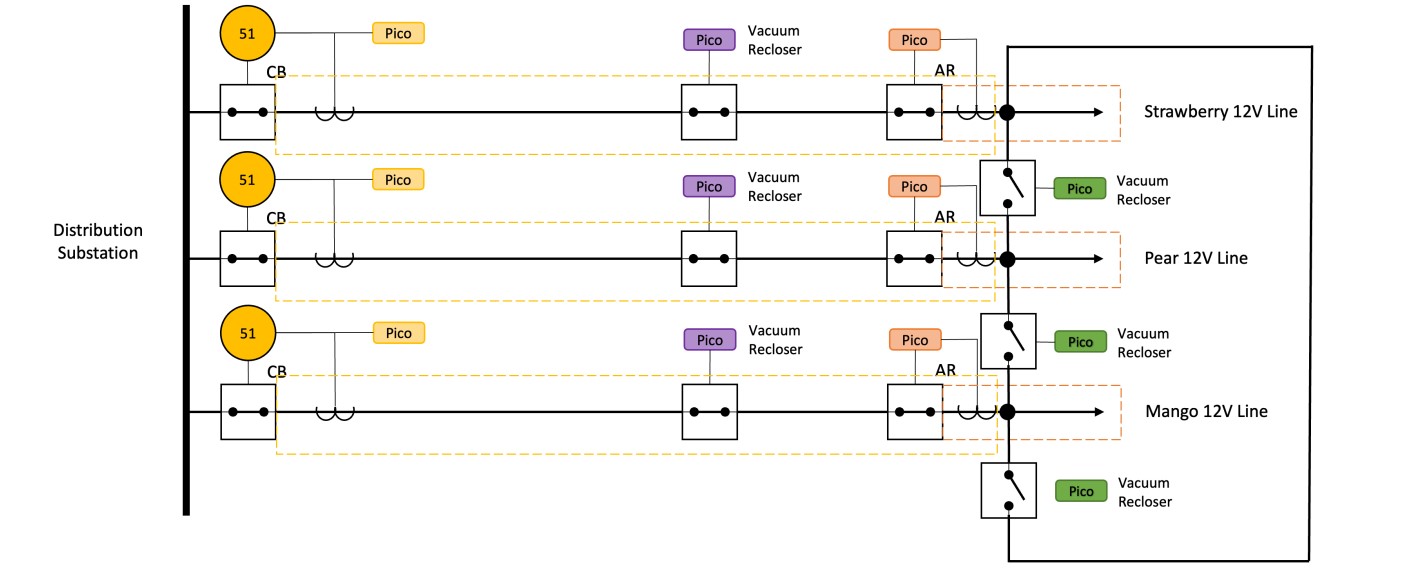 51
Pico
Pico
Vacuum
Recloser
Pico
CB
AR
Strawberry 12V Line
51
Pico
Pico
Vacuum
Recloser
Pico
Pico
Vacuum
Recloser
CB
AR
Distribution
Substation
Pear 12V Line
51
Pico
Pico
Vacuum
Recloser
Pico
Pico
Vacuum
Recloser
CB
AR
Mango 12V Line
Pico
Vacuum
Recloser